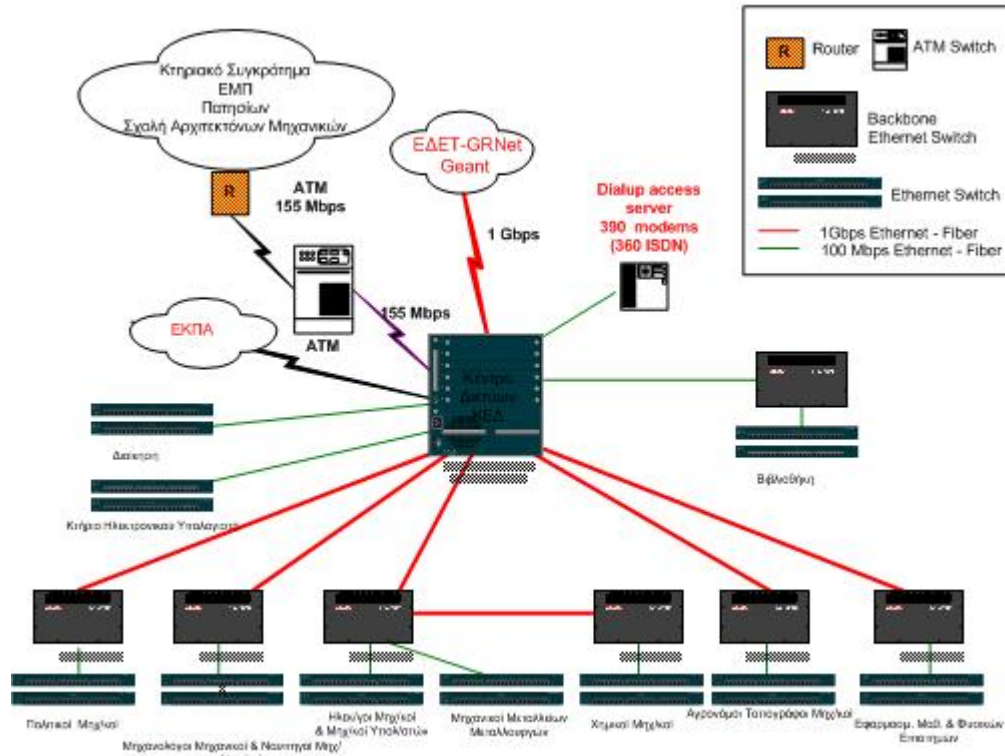 Κτηριακό Συγκρότημα
ΕΜΠ
Πατησίων
Σχολή Αρχιτεκτόνων Μηχανικών
R
ATM
155 Mbps
ΕΔΕΤ-GRNet
Geant
1 Gbps
Dialup access
server
390 modems
(360 ISDN)
R
Router
ATM Switch
Backbone
Ethernet Switch
Ethernet Switch
1Gbps Ethernet - Fiber
100 Mbps Ethernet - Fiber
ΕΚΠΑ
ATM
155 Mbps
Κέντρο
Δικτύων
ΚΕΔ
Διοίκηση
Κτήριο Ηλεκτρονικού Υπολογιστή
Βιβλιοθήκη
Πολιτικοί Μηχ/κοί
Μηχανολόγοι Μηχανικοί & Ναυπηγοί Μηχ/
Ηλεκ/γοι Μηχ/κοί
& Μηχ/κοί Υπολ/στών
Μηχανικοί Μεταλλείων
Μεταλλουργών
Χημικοί Μηχ/κοί
Αγρονόμοι Τοπογράφοι Μηχ/κοί
Εφαρμοσμ. Μαθ. & Φυσικών
Επιστημών